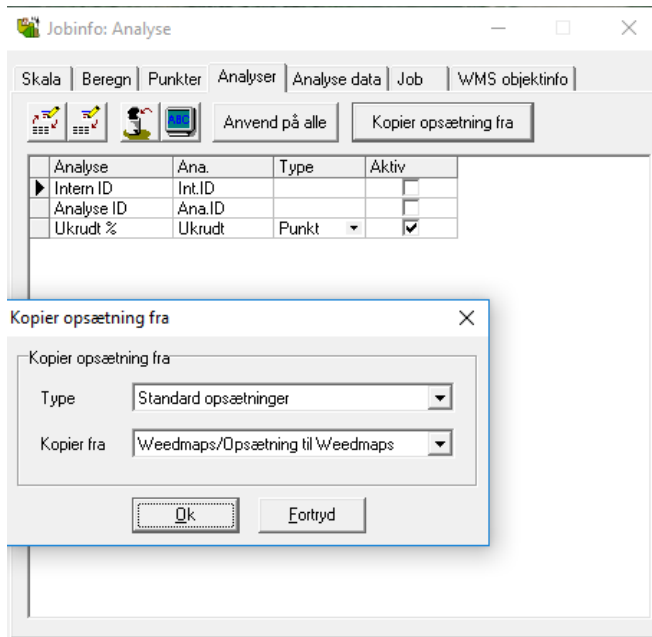 Jobinfo: Analyse
Skala Beregn Punkter Analyser Analyse data Job WMS objektinfo
ABC Anvend på alle Kopier opsætning fra
Analyse Ana. Type Aktiv
Intern ID Int.ID
Analyse ID Ana.ID
Ukrudt % Ukrudt Punkt
Kopier opsætning fra
Kopier opsætning fra
Type Standard opsætninger
Kopier fra Weedmaps/Opsætning til Weedmaps
Ok Fortryd